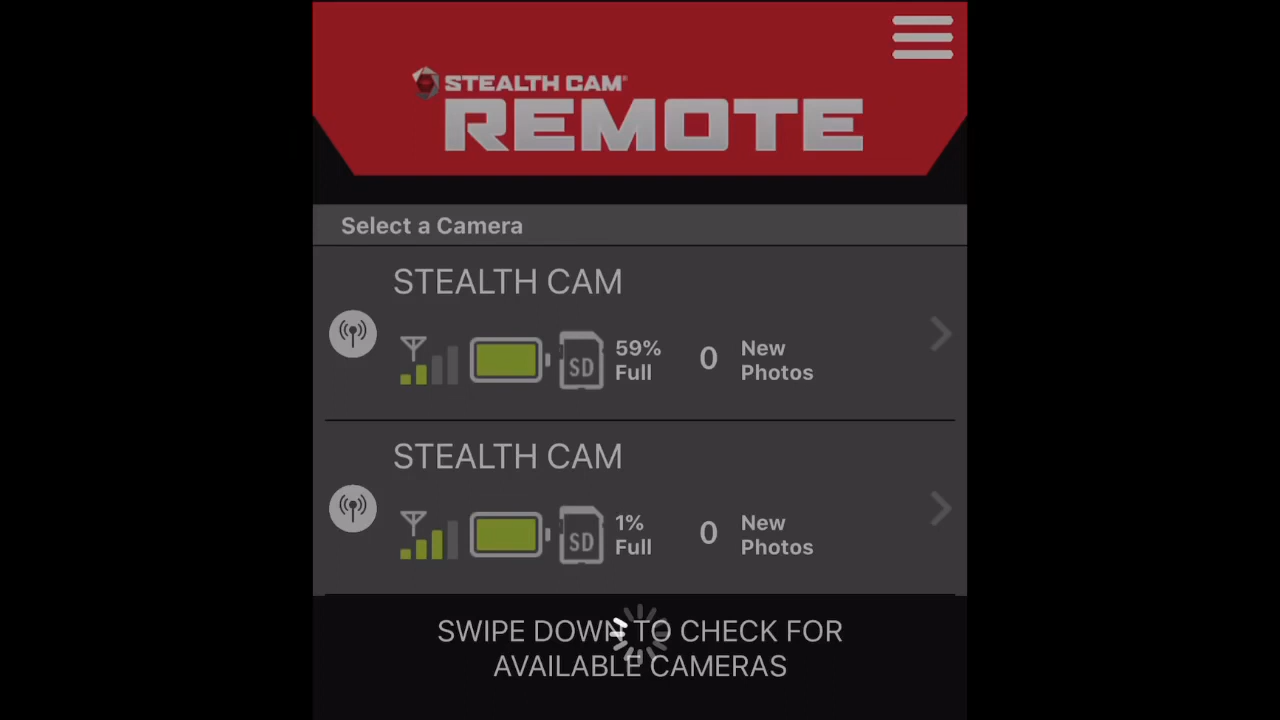 STEALTH CAM®
REMOTE
Select a Camera
STEALTH CAM
SD
59%
Full
0
New
Photos
STEALTH CAM
SD
1%
Full
0
New
Photos
SWIPE DOWN TO CHECK FOR
AVAILABLE CAMERAS